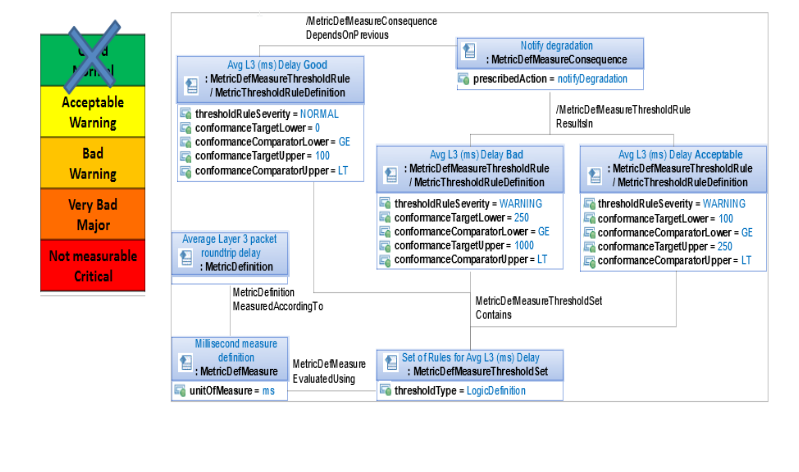 Good
Normal
Acceptable
Warning
Bad
Warning
Very Bad
Major
Not measurable
Critical
/MetricDefMeasureConsequence
DependsOnPrevious
Notify degradation
: MetricDefMeasureConsequence
prescribedAction = notifyDegradation
Avg L3 (ms) Delay Good
: MetricDefMeasureThresholdRule
/ MetricThresholdRuleDefinition
thresholdRuleSeverity = NORMAL
conformanceTargetLower = 0
conformanceComparatorLower = GE
conformanceTargetUpper = 100
conformanceComparatorUpper = LT
/MetricDefMeasureThresholdRule
ResultsIn
Avg L3 (ms) Delay Bad
: MetricDefMeasureThresholdRule
/ MetricThresholdRuleDefinition
thresholdRuleSeverity = WARNING
conformanceTargetLower = 250
conformanceComparatorLower = GE
conformanceTargetUpper = 1000
conformanceComparatorUpper = LT
Avg L3 (ms) Delay Acceptable
: MetricDefMeasureThresholdRule
/ MetricThresholdRuleDefinition
thresholdRuleSeverity = WARNING
conformanceTargetLower = 100
conformanceComparatorLower = GE
conformanceTargetUpper = 250
conformanceComparatorUpper = LT
Average Layer 3 packet
roundtrip delay
: MetricDefinition
MetricDefinition
MeasuredAccordingTo
MetricDefMeasureThresholdSet
Contains
Millisecond measure
definition
: MetricDefMeasure
unitOfMeasure = ms
MetricDefMeasure
EvaluatedUsing
Set of Rules for Avg L3 (ms) Delay
: MetricDefMeasureThresholdSet
thresholdType = LogicDefinition